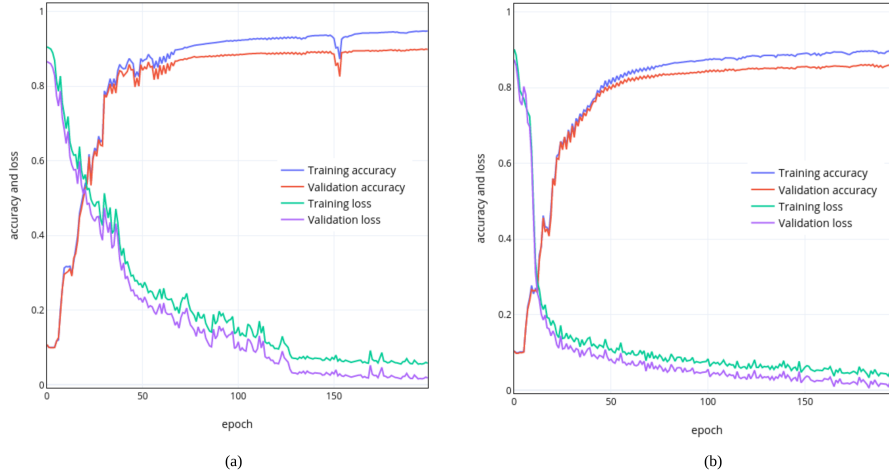 1
0.8
0.6
0.4
0.2
0
0
50
100
150
accuracy and loss
epoch
Training accuracy
Validation accuracy
Training loss
Validation loss
(a)
1
0.8
0.6
0.4
0.2
0
0
50
100
150
accuracy and loss
epoch
Training accuracy
Validation accuracy
Training loss
Validation loss
(b)